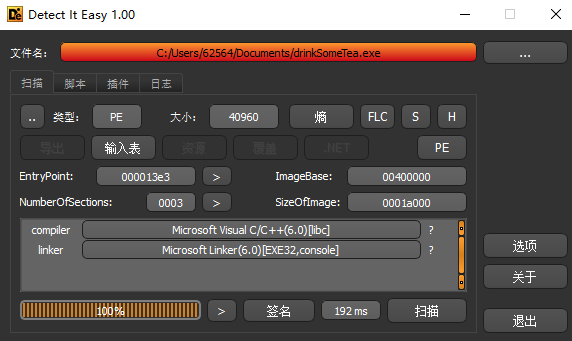 Detect It Easy 1.00
文件名: C:/Users/62564/Documents/drinkSomeTea.exe ...
扫描 脚本 插件 日志
.. 类型: PE 大小: 40960 熵 FLC S H
导出 输入表 资源 覆盖 .NET PE
EntryPoint: 000013e3 > ImageBase: 00400000
NumberOfSections: 0003 > SizeOfImage: 0001a000
compiler Microsoft Visual C/C++(6.0)[libc] ?
linker Microsoft Linker(6.0)[EXE32,console] ?
选项
关于
100% > 签名 192 ms 扫描
退出